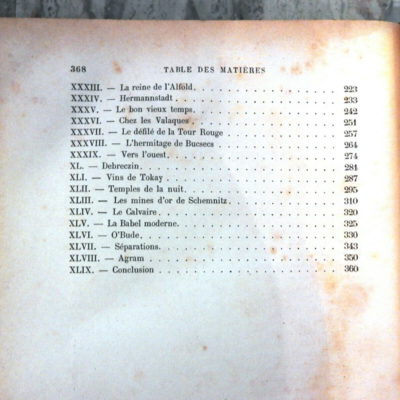 368 TABLE DES MATIÈRES
XXXIII. — La reine de l'Alfold. 223
XXXIV. — Hermannstadt. 233
XXXV. — Le bon vieux temps. 242
XXXVI. — Chez les Valaques. 251
XXXVII. — Le défilé de la Tour Rouge 257
XXXVIII. — L'hermitage de Bucsecs 264
XXXIX. — Vers l'ouest. 274
XL. — Debreczin. 284
XLI. — Vins de Tokay 287
XLII. — Temples de la nuit. 295
XLIII. — Les mines d'or de Schemnitz. 310
XLIV. — Le Calvaire 320
XLV. — La Babel moderne. 325
XLVI. — O'Bude. 330
XLVII. — Séparations. 343
XLVIII. — Agram 350
XLIX. — Conclusion 360